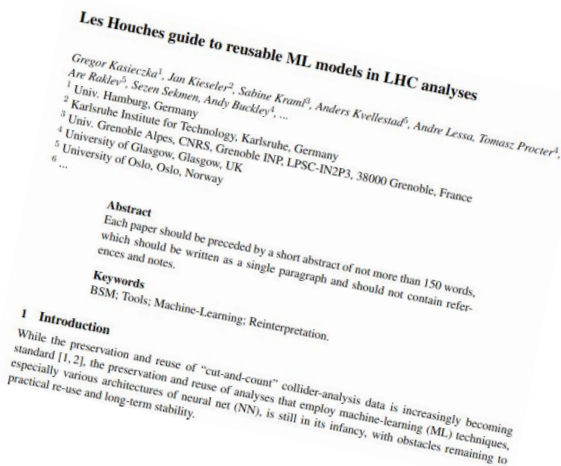 Les Houches guide to reusable ML models in LHC analyses
Gregor Kasieczka¹, Jan Kieseler², Sabine Kraml³, Anders Kvellestad⁵, Andre Lessa, Tomasz Procter⁴,
Are Raklev⁵, Sezen Sekmen, Andy Buckley⁴, ...
¹ Univ. Hamburg, Germany
² Karlsruhe Institute for Technology, Karlsruhe, Germany
³ Univ. Grenoble Alpes, CNRS, Grenoble INP, LPSC-IN2P3, 38000 Grenoble, France
⁴ University of Glasgow, Glasgow, UK
⁵ University of Oslo, Oslo, Norway
⁶ ...
Abstract
Each paper should be preceded by a short abstract of not more than 150 words,
which should be written as a single paragraph and should not contain refer-
ences and notes.
Keywords
BSM; Tools; Machine-Learning; Reinterpretation.
1 Introduction
While the preservation and reuse of “cut-and-count” collider-analysis data is increasingly becoming
standard [1, 2], the preservation and reuse of analyses that employ machine-learning (ML) techniques,
especially various architectures of neural net (NN), is still in its infancy, with obstacles remaining to
practical re-use and long-term stability.